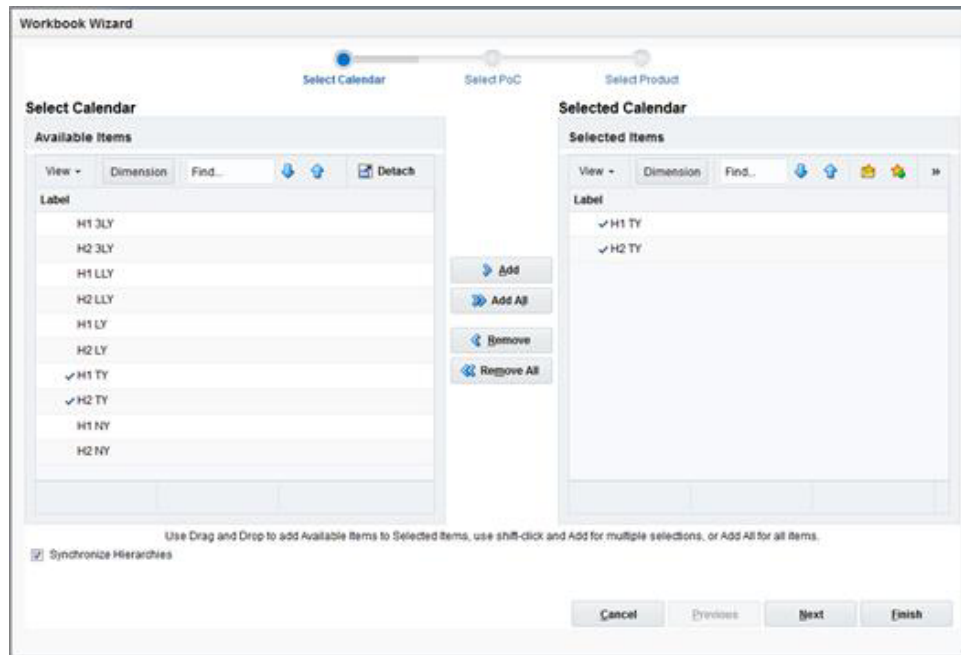 Workbook Wizard
Select Calendar
Select PoC
Select Product
Select Calendar
Available Items
View
Dimension
Find...
Detach
Label
H1 3LY
H2 3LY
H1 LLY
H2 LLY
H1 LY
H2 LY
H1 TY
H2 TY
H1 NY
H2 NY
Add
Add All
Remove
Remove All
Selected Calendar
Selected Items
View
Dimension
Find...
»
Label
H1 TY
H2 TY
Use Drag and Drop to add Available Items to Selected Items, use shift-click and Add for multiple selections, or Add All for all items.
Synchronize Hierarchies
Cancel
Previous
Next
Finish